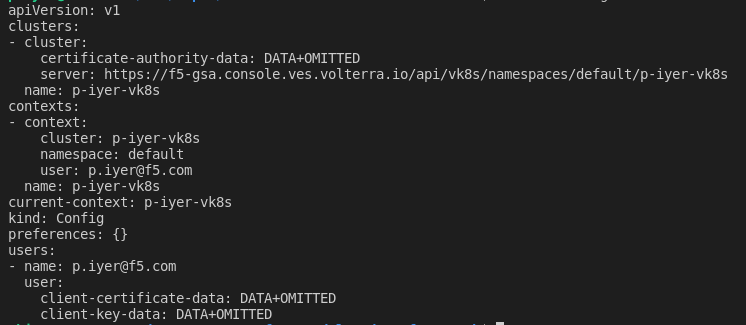 apiVersion: v1
clusters:
- cluster:
    certificate-authority-data: DATA+OMITTED
    server: https://f5-gsa.console.ves.volterra.io/api/vk8s/namespaces/default/p-iyer-vk8s
  name: p-iyer-vk8s
contexts:
- context:
    cluster: p-iyer-vk8s
    namespace: default
    user: p.iyer@f5.com
  name: p-iyer-vk8s
current-context: p-iyer-vk8s
kind: Config
preferences: {}
users:
- name: p.iyer@f5.com
  user:
    client-certificate-data: DATA+OMITTED
    client-key-data: DATA+OMITTED